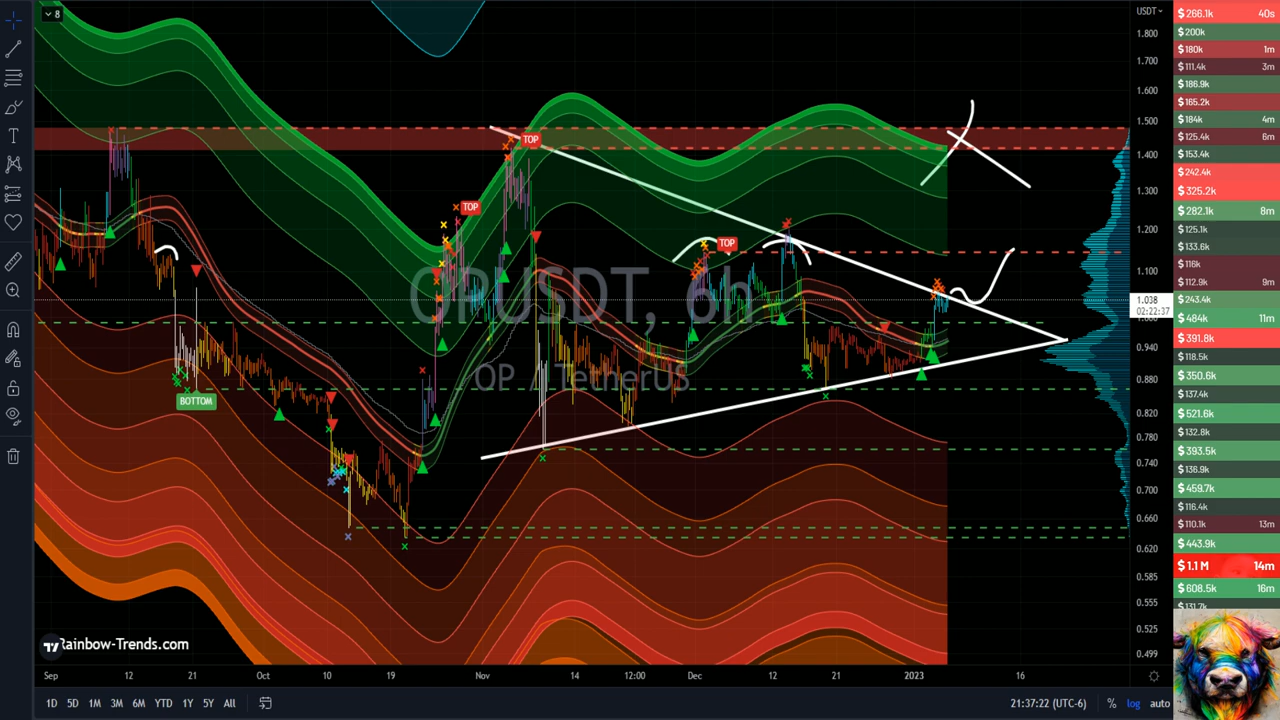 8
USDT
1.800
1.700
1.600
1.500
1.400
1.300
1.200
1.100
1.038
02:22:37
1.000
0.940
0.880
0.820
0.780
0.740
0.700
0.660
0.620
0.585
0.555
0.525
0.499
TOP
TOP
TOP
BOTTOM
OP / Tether
Rainbow-Trends.com
Sep 12 21 Oct 10 19 Nov 14 12:00 Dec 12 21 2023 16
1D 5D 1M 3M 6M YTD 1Y 5Y All
21:37:22 (UTC-6) % log auto
$266.1k 40s
$200k
$180k 1m
$111.4k 3m
$186.9k
$165.2k
$184k 4m
$125.4k 6m
$153.4k
$242.4k
$325.2k
$282.1k 8m
$125.1k
$133.6k
$116k
$112.9k 9m
$243.4k
$484k 11m
$391.8k
$118.5k
$350.6k
$137.4k
$521.6k
$132.8k
$393.5k
$136.9k
$459.7k
$116.4k
$110.1k 13m
$443.9k
$1.1 M 14m
$608.5k 16m
$131.7k